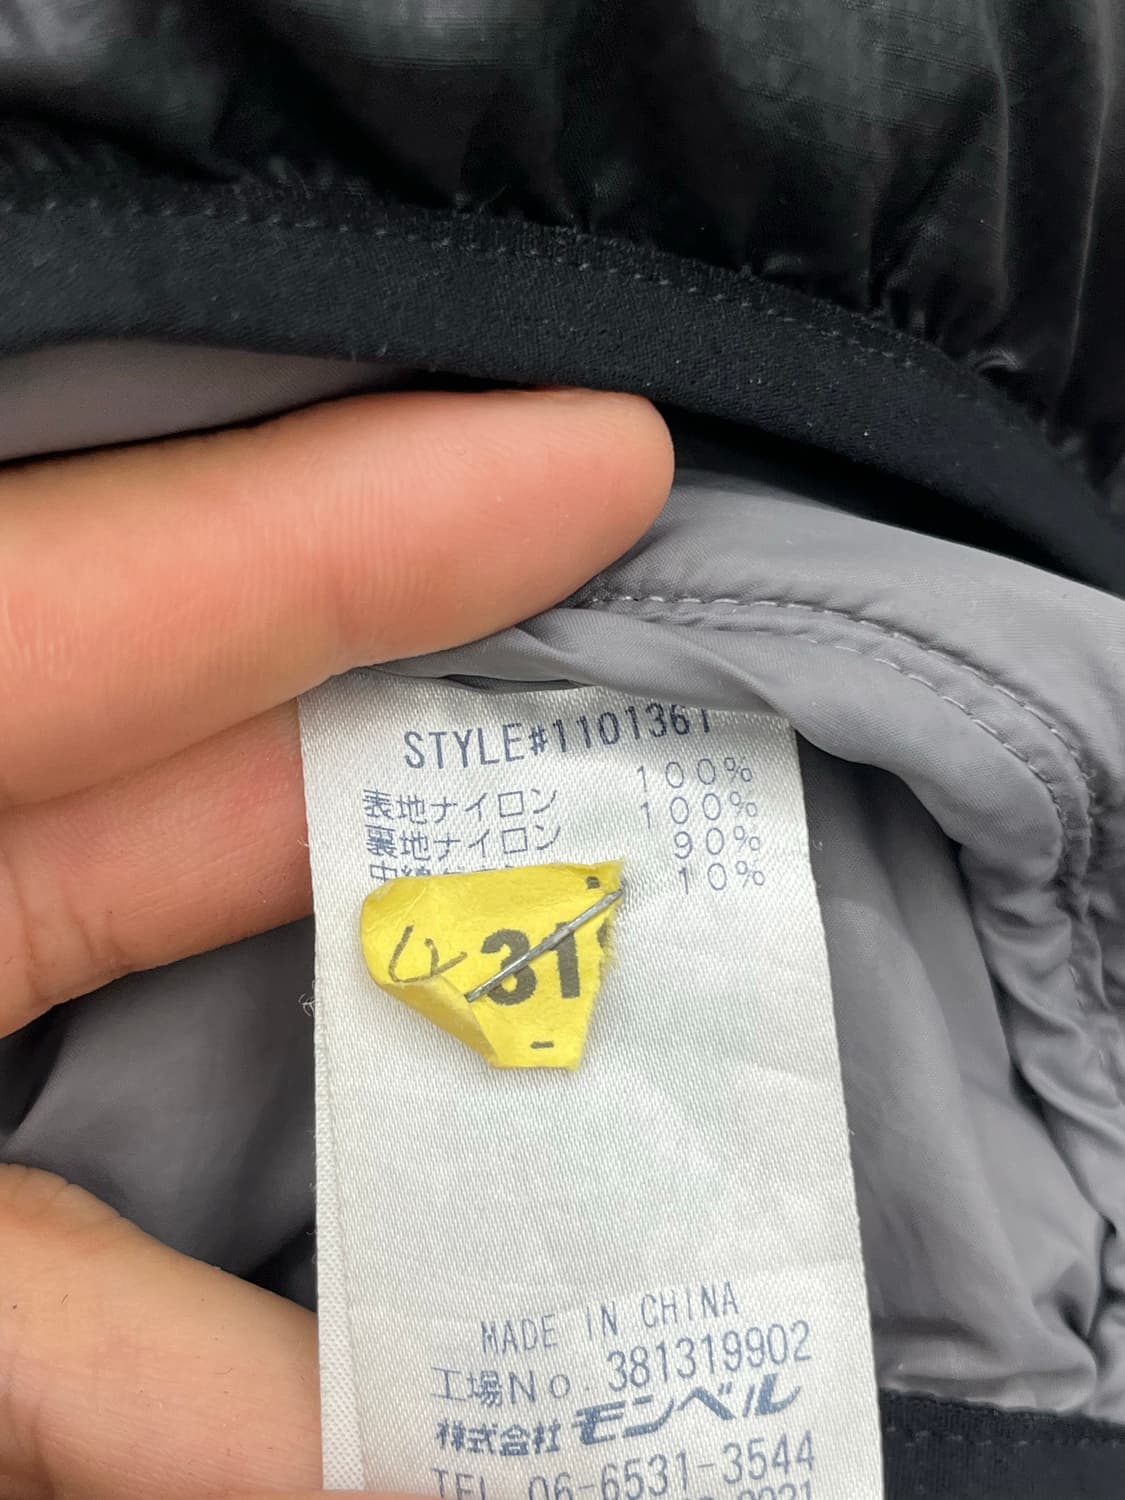 STYLE#1101361
表地ナイロン 100%
裏地ナイロン 100%
中綿 90%
10%
31
MADE IN CHINA
工場No. 381319902
株式会社モンベル
TEL 06-6531-3544